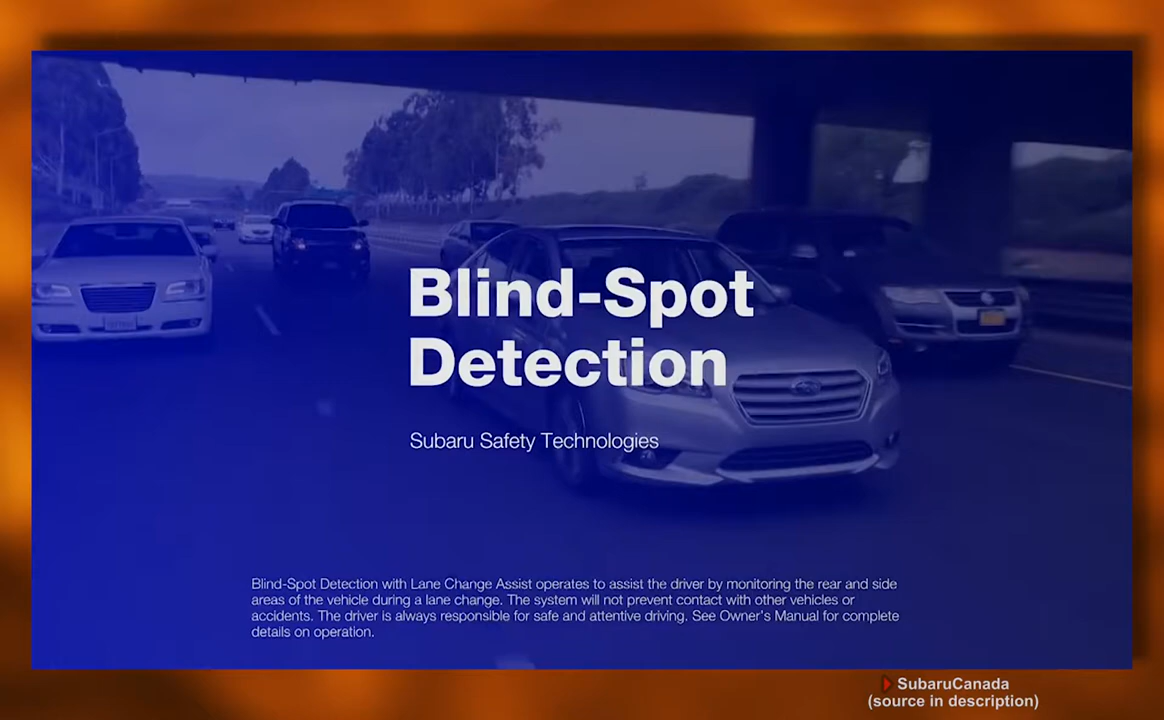 Blind-Spot
Detection
Subaru Safety Technologies
Blind-Spot Detection with Lane Change Assist operates to assist the driver by monitoring the rear and side
areas of the vehicle during a lane change. The system will not prevent contact with other vehicles or
accidents. The driver is always responsible for safe and attentive driving. See Owner's Manual for complete
details on operation.
SubaruCanada
(source in description)